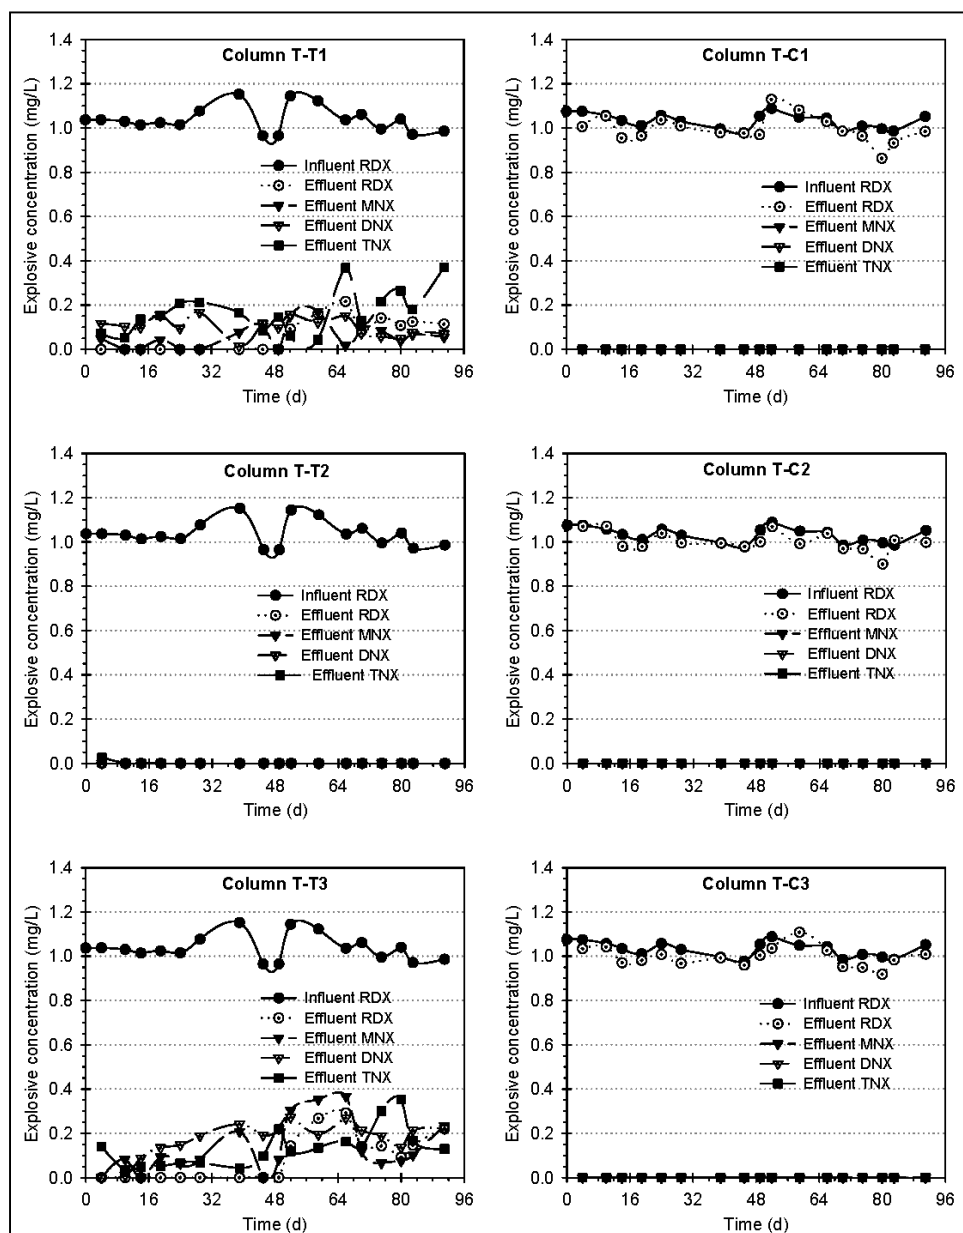 Column T-T1
Explosive concentration (mg/L)
1.4
1.2
1.0
0.8
0.6
0.4
0.2
0.0
Influent RDX
Effluent RDX
Effluent MNX
Effluent DNX
Effluent TNX
0 16 32 48 64 80 96
Time (d)
Column T-C1
Explosive concentration (mg/L)
1.4
1.2
1.0
0.8
0.6
0.4
0.2
0.0
Influent RDX
Effluent RDX
Effluent MNX
Effluent DNX
Effluent TNX
0 16 32 48 64 80 96
Time (d)
Column T-T2
Explosive concentration (mg/L)
1.4
1.2
1.0
0.8
0.6
0.4
0.2
0.0
Influent RDX
Effluent RDX
Effluent MNX
Effluent DNX
Effluent TNX
0 16 32 48 64 80 96
Time (d)
Column T-C2
Explosive concentration (mg/L)
1.4
1.2
1.0
0.8
0.6
0.4
0.2
0.0
Influent RDX
Effluent RDX
Effluent MNX
Effluent DNX
Effluent TNX
0 16 32 48 64 80 96
Time (d)
Column T-T3
Explosive concentration (mg/L)
1.4
1.2
1.0
0.8
0.6
0.4
0.2
0.0
Influent RDX
Effluent RDX
Effluent MNX
Effluent DNX
Effluent TNX
0 16 32 48 64 80 96
Time (d)
Column T-C3
Explosive concentration (mg/L)
1.4
1.2
1.0
0.8
0.6
0.4
0.2
0.0
Influent RDX
Effluent RDX
Effluent MNX
Effluent DNX
Effluent TNX
0 16 32 48 64 80 96
Time (d)